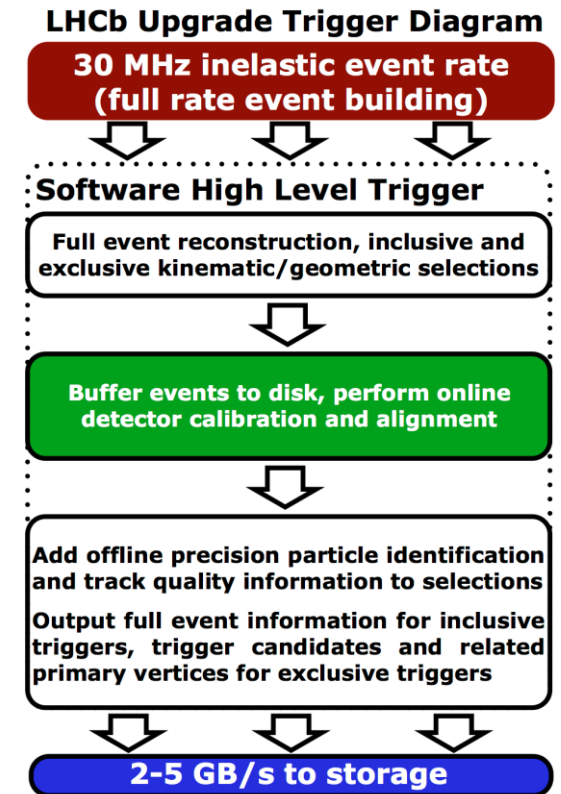 LHCb Upgrade Trigger Diagram
30 MHz inelastic event rate
(full rate event building)
Software High Level Trigger
Full event reconstruction, inclusive and
exclusive kinematic/geometric selections
Buffer events to disk, perform online
detector calibration and alignment
Add offline precision particle identification
and track quality information to selections
Output full event information for inclusive
triggers, trigger candidates and related
primary vertices for exclusive triggers
2-5 GB/s to storage